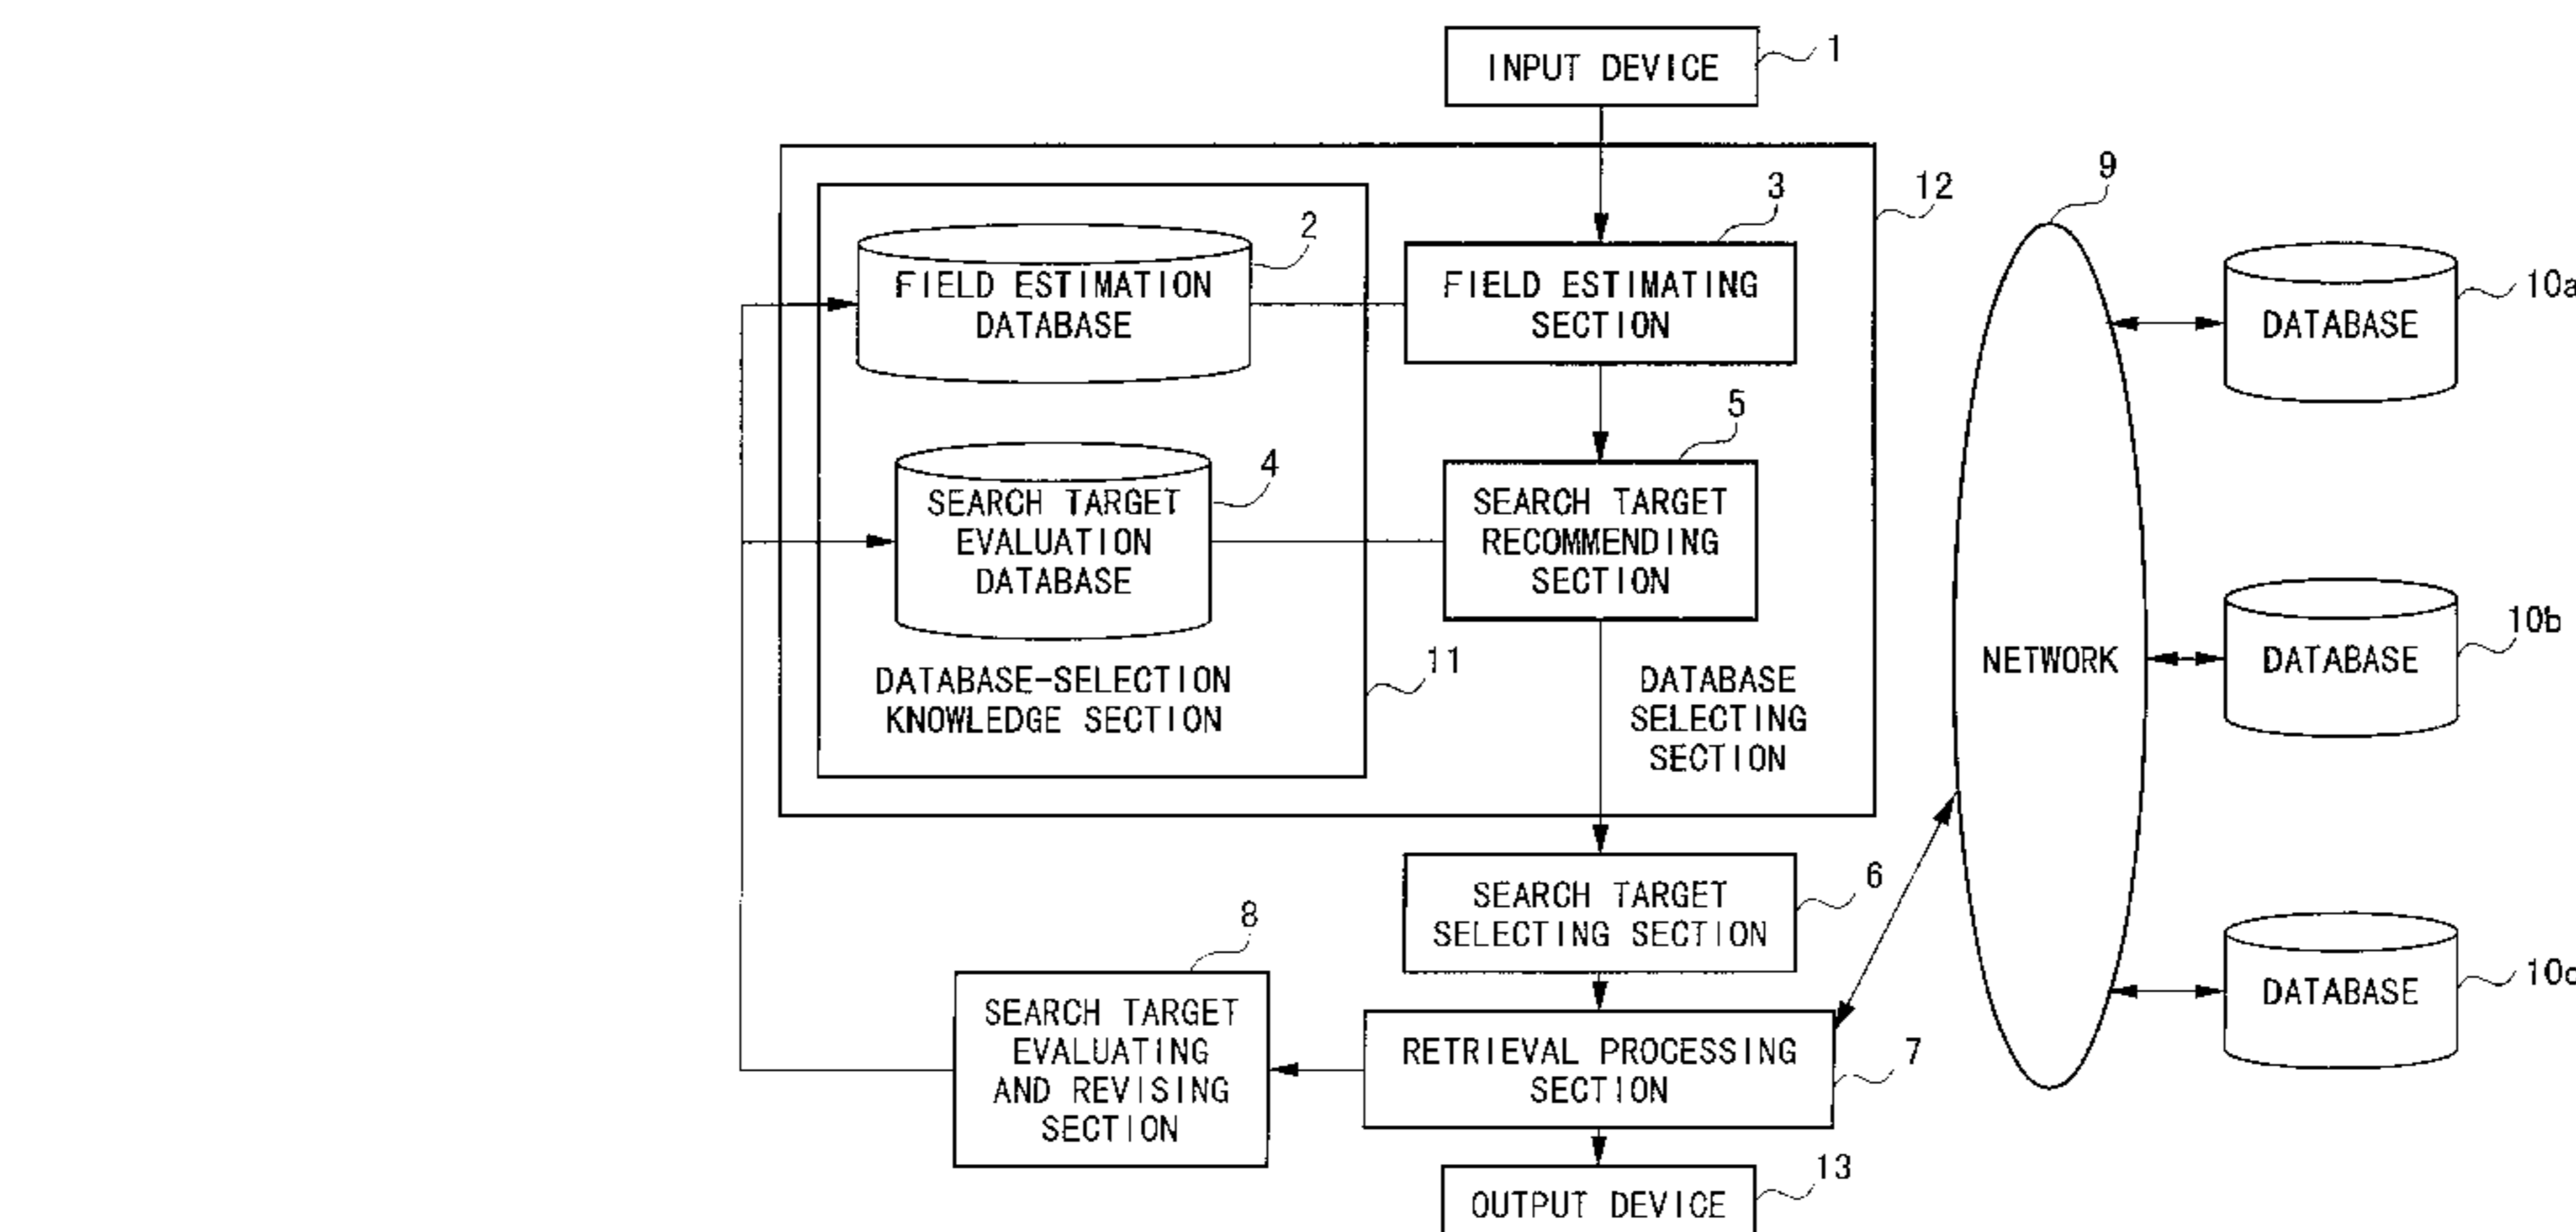 INPUT DEVICE
1
12
9
3
2
FIELD ESTIMATION
DATABASE
FIELD ESTIMATING
SECTION
DATABASE
10a
5
4
SEARCH TARGET
EVALUATION
DATABASE
SEARCH TARGET
RECOMMENDING
SECTION
11
DATABASE-SELECTION
KNOWLEDGE SECTION
DATABASE
SELECTING
SECTION
NETWORK
DATABASE
10b
SEARCH TARGET
SELECTING SECTION
6
8
SEARCH TARGET
EVALUATING
AND REVISING
SECTION
RETRIEVAL PROCESSING
SECTION
7
DATABASE
10c
OUTPUT DEVICE
13